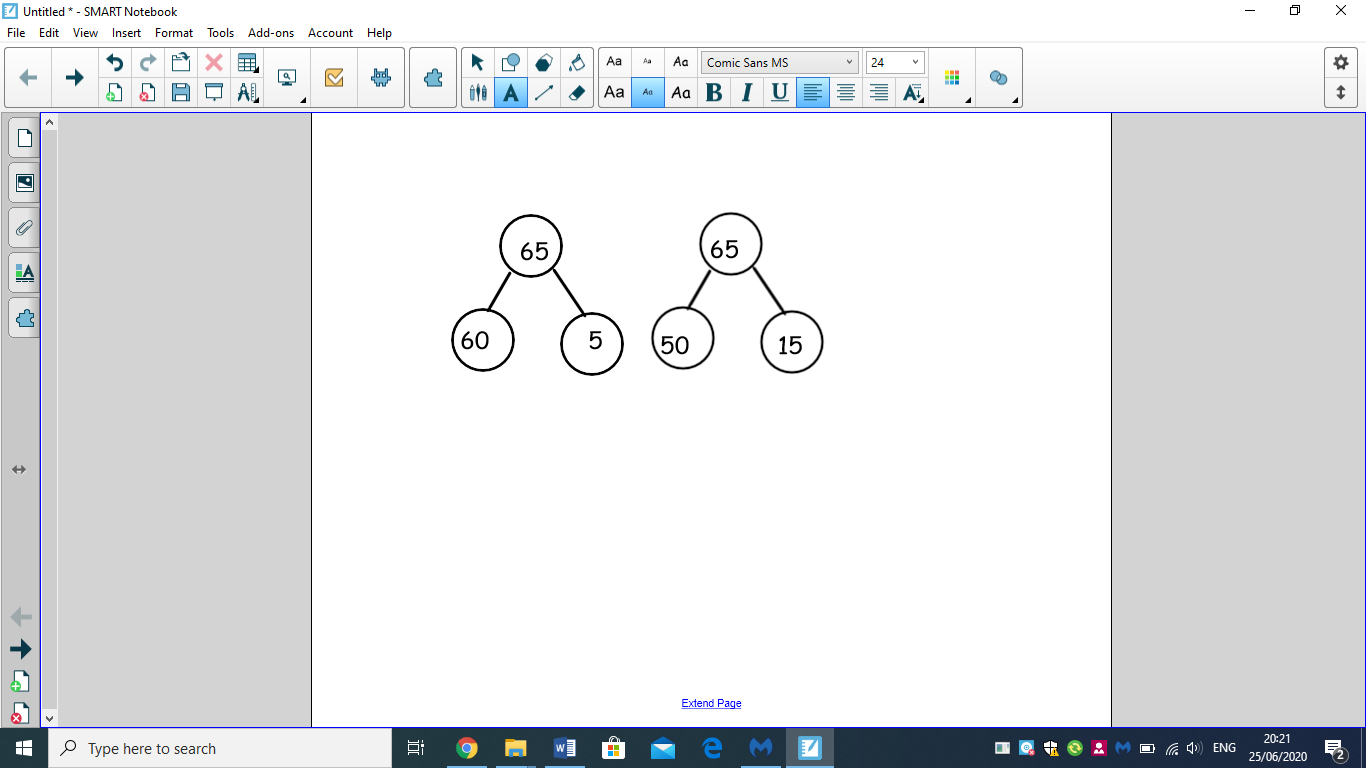 Untitled * - SMART Notebook
File Edit View Insert Format Tools Add-ons Account Help
Aa Aa Aa Comic Sans MS 24
A Aa Aa Aa B I U A
65 65
60 5 50 15
Extend Page
Type here to search
ENG 20:21
25/06/2020 2